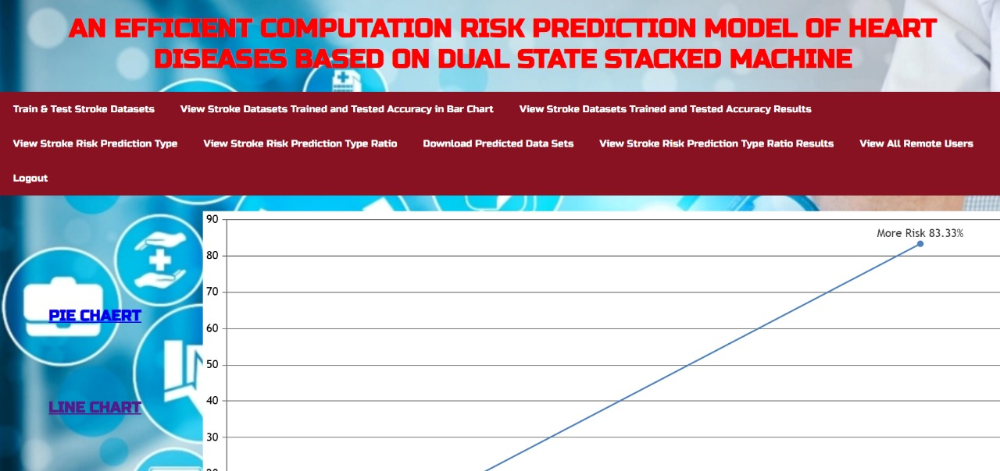 AN EFFICIENT COMPUTATION RISK PREDICTION MODEL OF HEART
DISEASES BASED ON DUAL STATE STACKED MACHINE
Train & Test Stroke Datasets View Stroke Datasets Trained and Tested Accuracy in Bar Chart View Stroke Datasets Trained and Tested Accuracy Results
View Stroke Risk Prediction Type View Stroke Risk Prediction Type Ratio Download Predicted Data Sets View Stroke Risk Prediction Type Ratio Results View All Remote Users
Logout
90
More Risk 83.33%
80
70
PIE CHAERT
60
50
LINE CHART
40
30